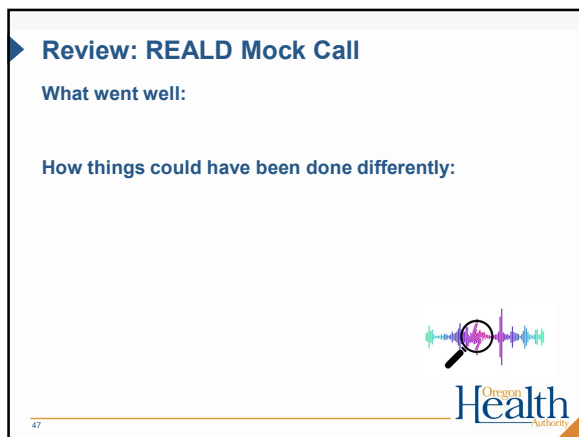 Review: REALD Mock Call
What went well:
How things could have been done differently:
Oregon
Health
Authority
47